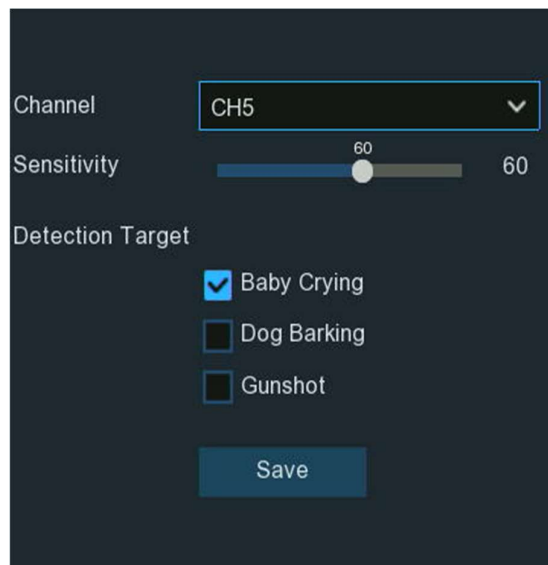 Channel CH5
60
Sensitivity 60
Detection Target
Baby Crying
Dog Barking
Gunshot
Save